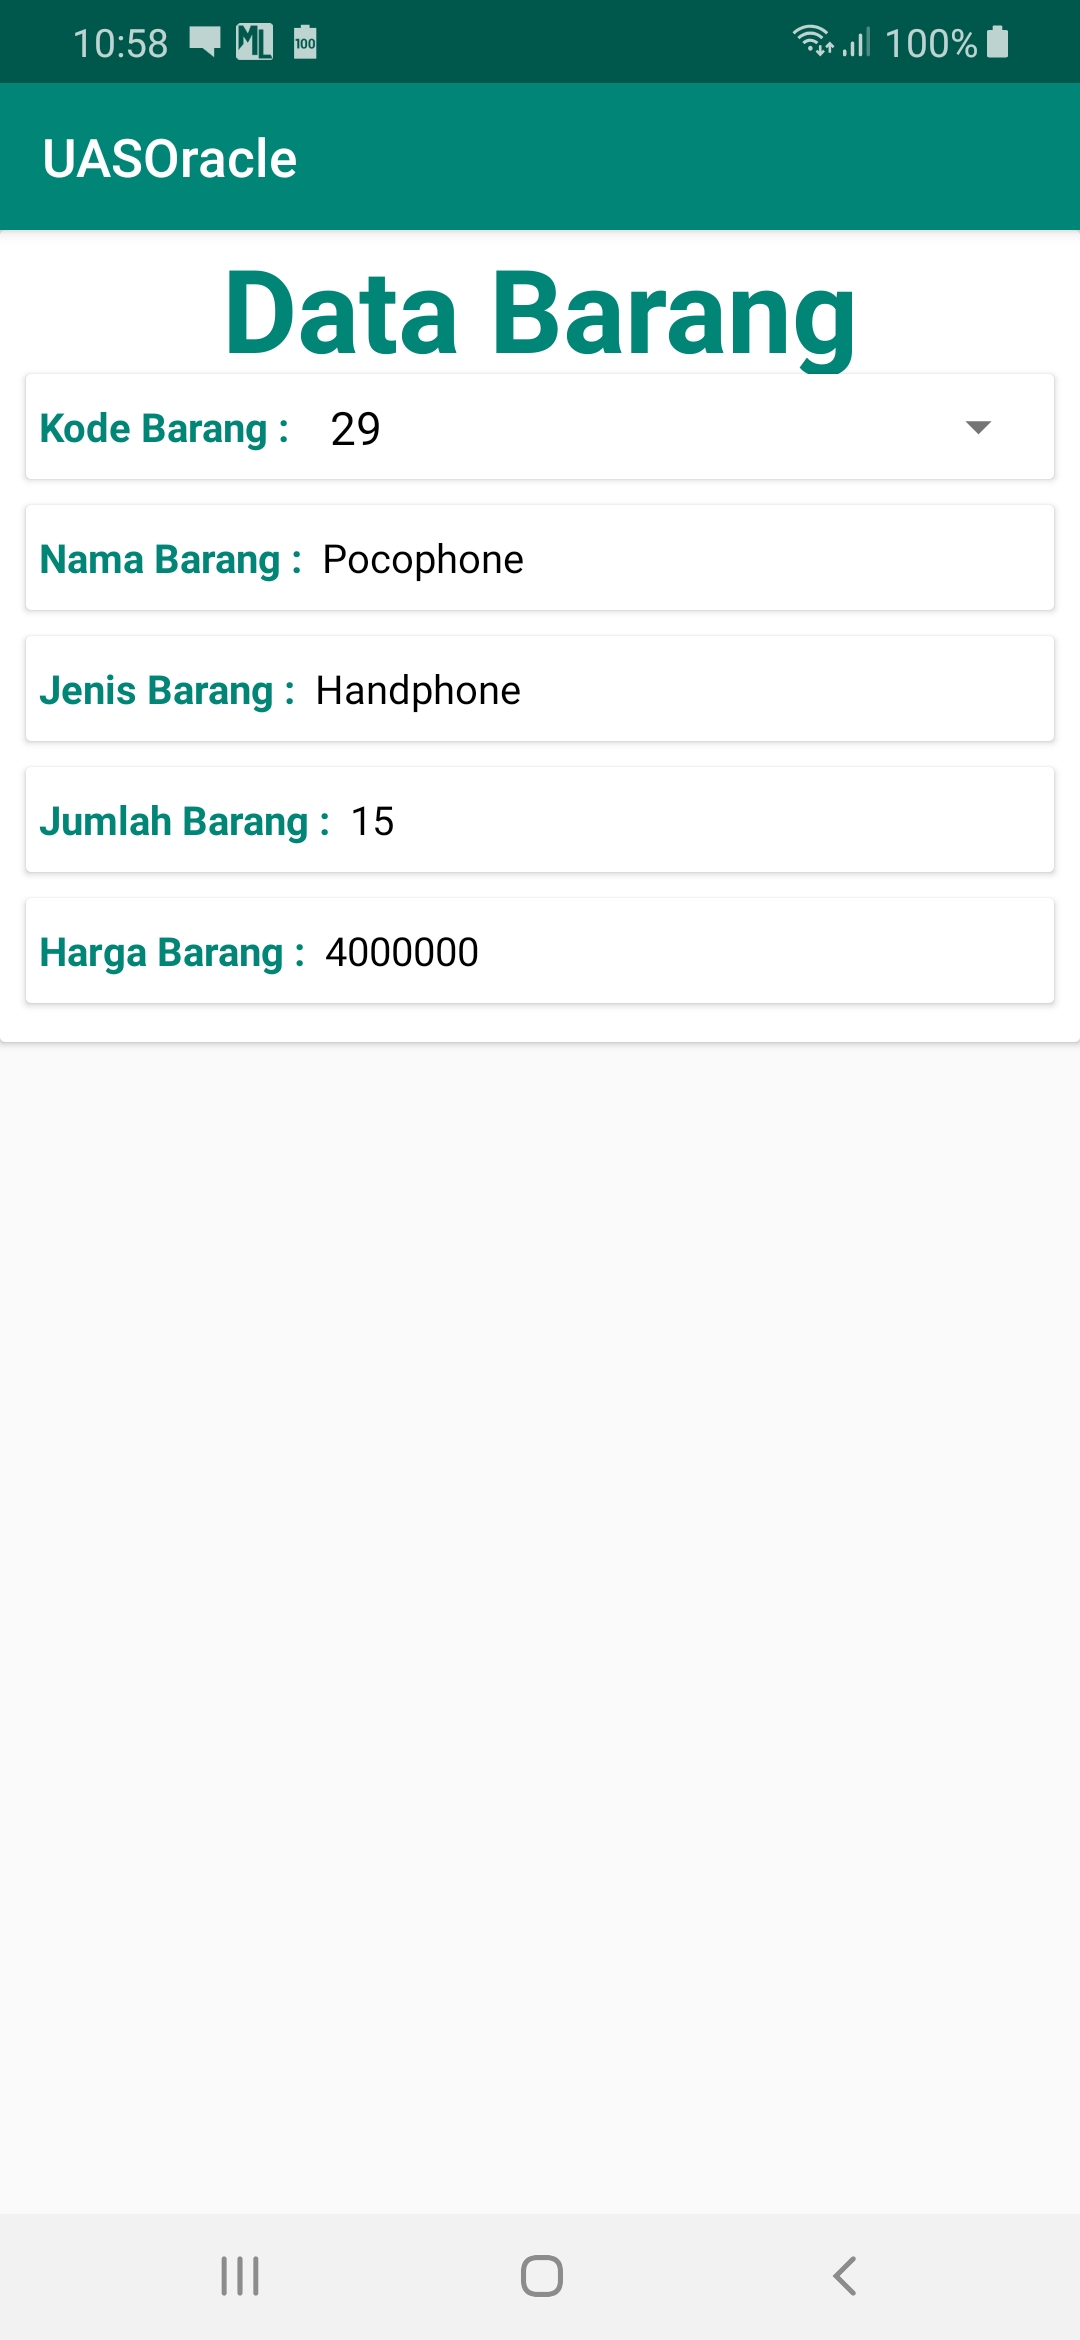 10:58 ML 100 100%
UASOracle
Data Barang
Kode Barang : 29
Nama Barang : Pocophone
Jenis Barang : Handphone
Jumlah Barang : 15
Harga Barang : 4000000